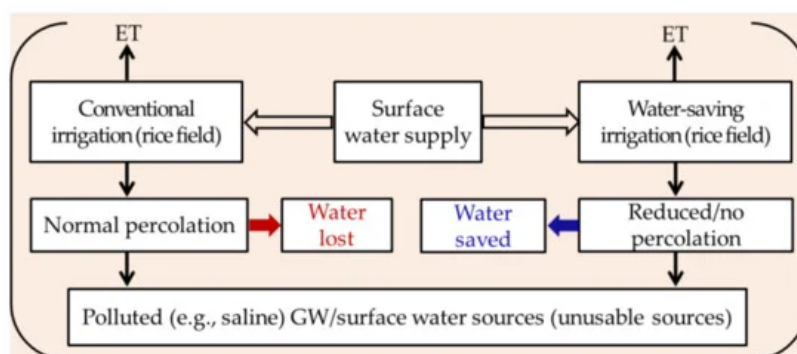 ET
ET
Conventional
irrigation (rice field)
Surface
water supply
Water-saving
irrigation (rice field)
Normal percolation
Water
lost
Water
saved
Reduced/no
percolation
Polluted (e.g., saline) GW/surface water sources (unusable sources)